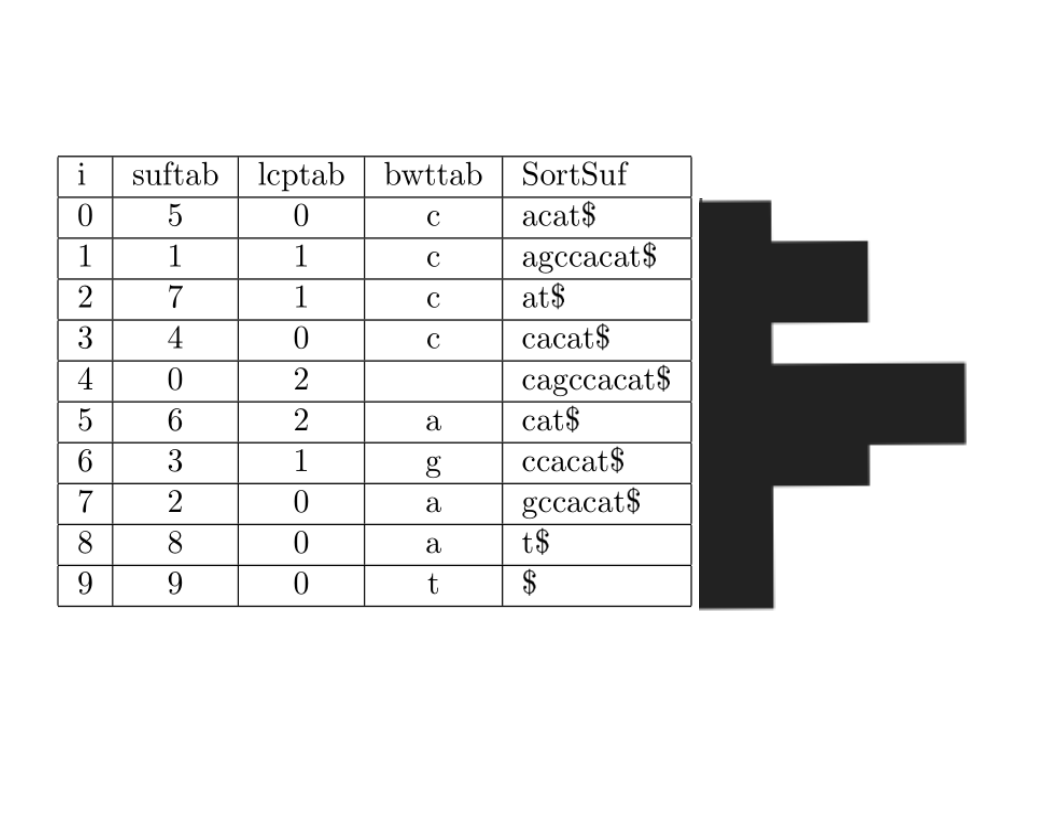 i suftab lcptab bwttab SortSuf
0 5 0 c acat$
1 1 1 c agccacat$
2 7 1 c at$
3 4 0 c cacat$
4 0 2 cagccacat$
5 6 2 a cat$
6 3 1 g ccacat$
7 2 0 a gccacat$
8 8 0 a t$
9 9 0 t $